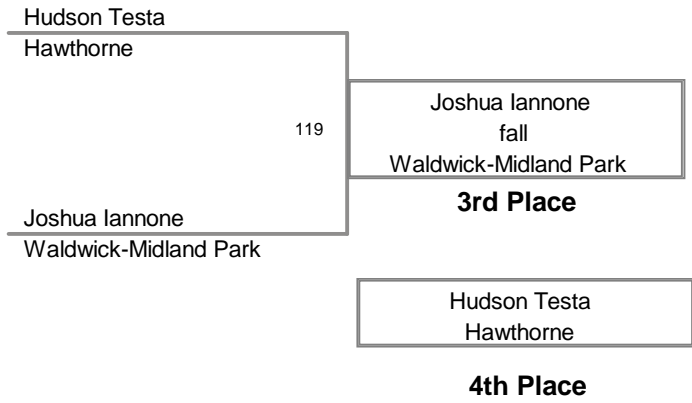 Hudson Testa
Hawthorne
119
Joshua Iannone
fall
Waldwick-Midland Park
3rd Place
Joshua Iannone
Waldwick-Midland Park
Hudson Testa
Hawthorne
4th Place